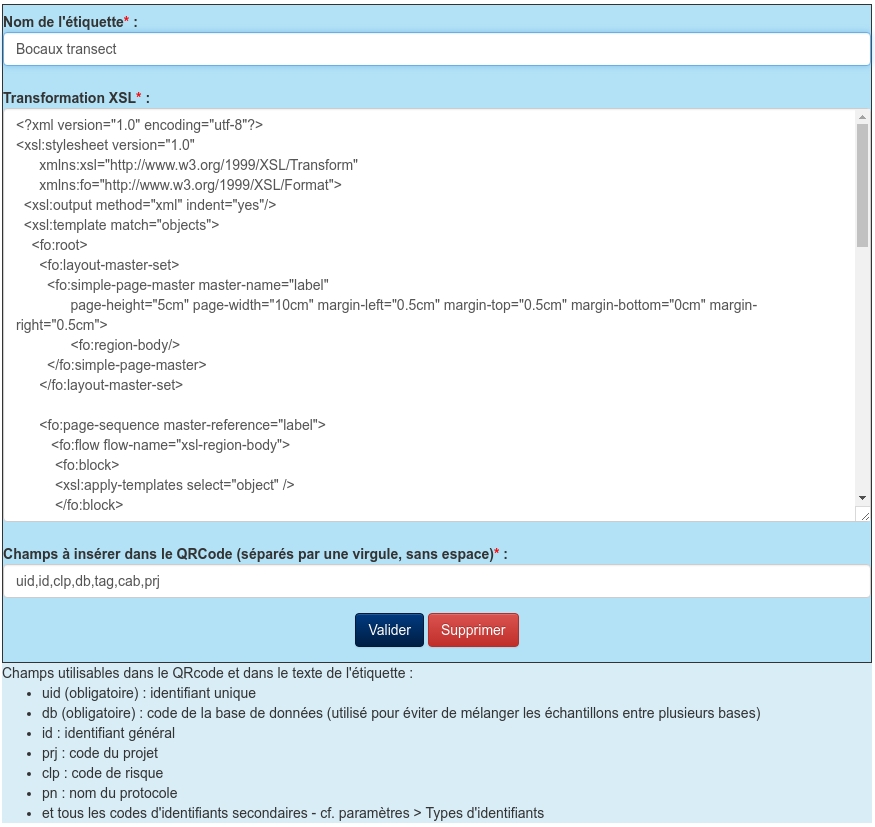 Nom de l'étiquette* :
Bocaux transect
Transformation XSL* :
<?xml version="1.0" encoding="utf-8"?>
<xsl:stylesheet version="1.0"
xmlns:xsl="http://www.w3.org/1999/XSL/Transform"
xmlns:fo="http://www.w3.org/1999/XSL/Format">
<xsl:output method="xml" indent="yes"/>
<xsl:template match="objects">
<fo:root>
<fo:layout-master-set>
<fo:simple-page-master master-name="label"
page-height="5cm" page-width="10cm" margin-left="0.5cm" margin-top="0.5cm" margin-bottom="0cm" margin-
right="0.5cm">
<fo:region-body/>
</fo:simple-page-master>
</fo:layout-master-set>
<fo:page-sequence master-reference="label">
<fo:flow flow-name="xsl-region-body">
<fo:block>
<xsl:apply-templates select="object" />
</fo:block>
Champs à insérer dans le QRCode (séparés par une virgule, sans espace)* :
uid,id,clp,db,tag,cab,prj
Valider Supprimer
Champs utilisables dans le QRcode et dans le texte de l'étiquette :
• uid (obligatoire) : identifiant unique
• db (obligatoire) : code de la base de données (utilisé pour éviter de mélanger les échantillons entre plusieurs bases)
• id : identifiant général
• prj : code du projet
• clp : code de risque
• pn : nom du protocole
• et tous les codes d'identifiants secondaires - cf. paramètres > Types d'identifiants